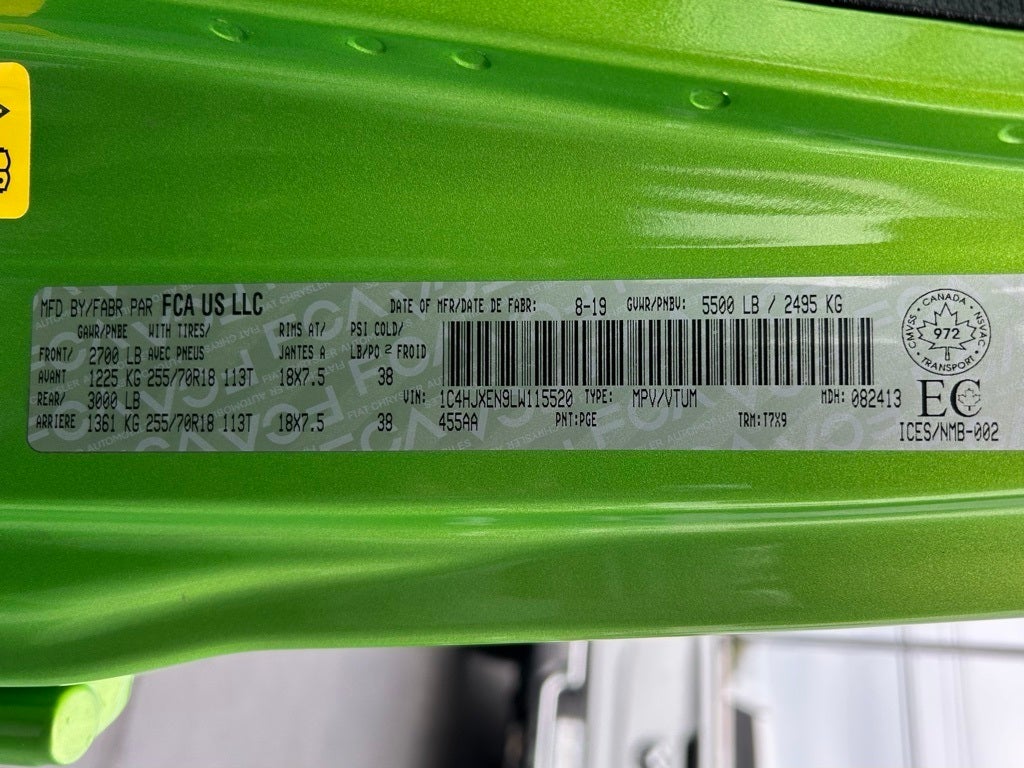 MFD BY/FABR PAR FCA US LLC DATE OF MFR/DATE DE FABR: 8-19 GVWR/PNBV: 5500 LB / 2495 KG
GAWR/PNBE WITH TIRES/ RIMS AT/ PSI COLD/
FRONT/ 2700 LB AVEC PNEUS JANTES A LB/PO 2 FROID
AVANT 1225 KG 255/70R18 113T 18X7.5 38
REAR/ 3000 LB VIN: 1C4HJXEN9LW115520 TYPE: MPV/VTUM MDH: 082413
ARRIERE 1361 KG 255/70R18 113T 18X7.5 38 455AA PNT:PGE TRM:T7X9
CANADA
CMVSS 972 NSVAC
TRANSPORT
EC
ICES/NMB-002